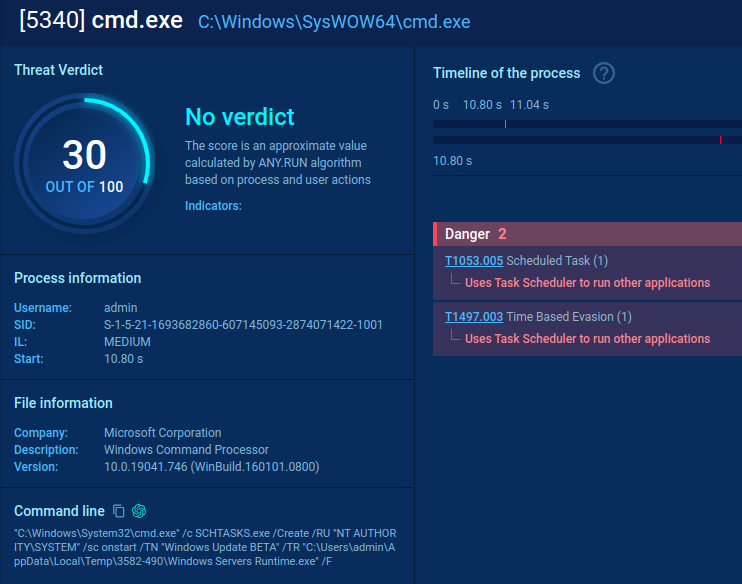 [5340] cmd.exe C:\Windows\SysWOW64\cmd.exe
Threat Verdict
30
OUT OF 100
No verdict
The score is an approximate value
calculated by ANY.RUN algorithm
based on process and user actions
Indicators:
Process information
Username: admin
SID: S-1-5-21-1693682860-607145093-2874071422-1001
IL: MEDIUM
Start: 10.80 s
File information
Company: Microsoft Corporation
Description: Windows Command Processor
Version: 10.0.19041.746 (WinBuild.160101.0800)
Command line
"C:\Windows\System32\cmd.exe" /c SCHTASKS.exe /Create /RU "NT AUTHOR
ITY\SYSTEM" /sc onstart /TN "Windows Update BETA" /TR "C:\Users\admin\A
ppData\Local\Temp\3582-490\Windows Servers Runtime.exe" /F
Timeline of the process ?
0 s 10.80 s 11.04 s
10.80 s
Danger 2
T1053.005 Scheduled Task (1)
Uses Task Scheduler to run other applications
T1497.003 Time Based Evasion (1)
Uses Task Scheduler to run other applications